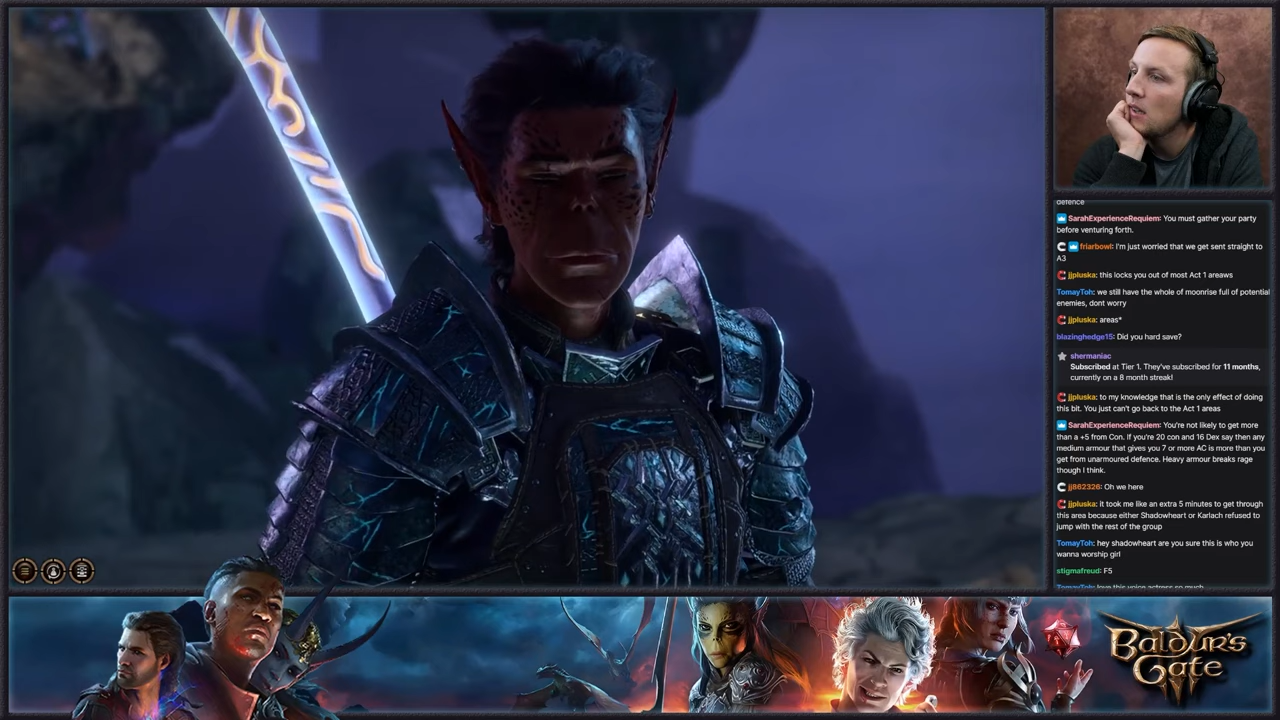 defence
SarahExperienceRequiem: You must gather your party
before venturing forth.
friarbowl: I'm just worried that we get sent straight to
A3
jjpluska: this locks you out of most Act 1 areaws
TomayToh: we still have the whole of moonrise full of potential
enemies, dont worry
jjpluska: areas*
blazinghedge15: Did you hard save?
shermaniac
Subscribed at Tier 1. They've subscribed for 11 months,
currently on a 8 month streak!
jjpluska: to my knowledge that is the only effect of doing
this bit. You just can't go back to the Act 1 areas
SarahExperienceRequiem: You're not likely to get more
than a +5 from Con. If you're 20 con and 16 Dex say then any
medium armour that gives you 7 or more AC is more than you
get from unarmoured defence. Heavy armour breaks rage
though I think.
jj862326: Oh we here
jjpluska: it took me like an extra 5 minutes to get through
this area because either Shadowheart or Karlach refused to
jump with the rest of the group
TomayToh: hey shadowheart are you sure this is who you
wanna worship girl
stigmafreud: F5
TomayToh: love this voice actress so much
BALDUR'S
GATE
III